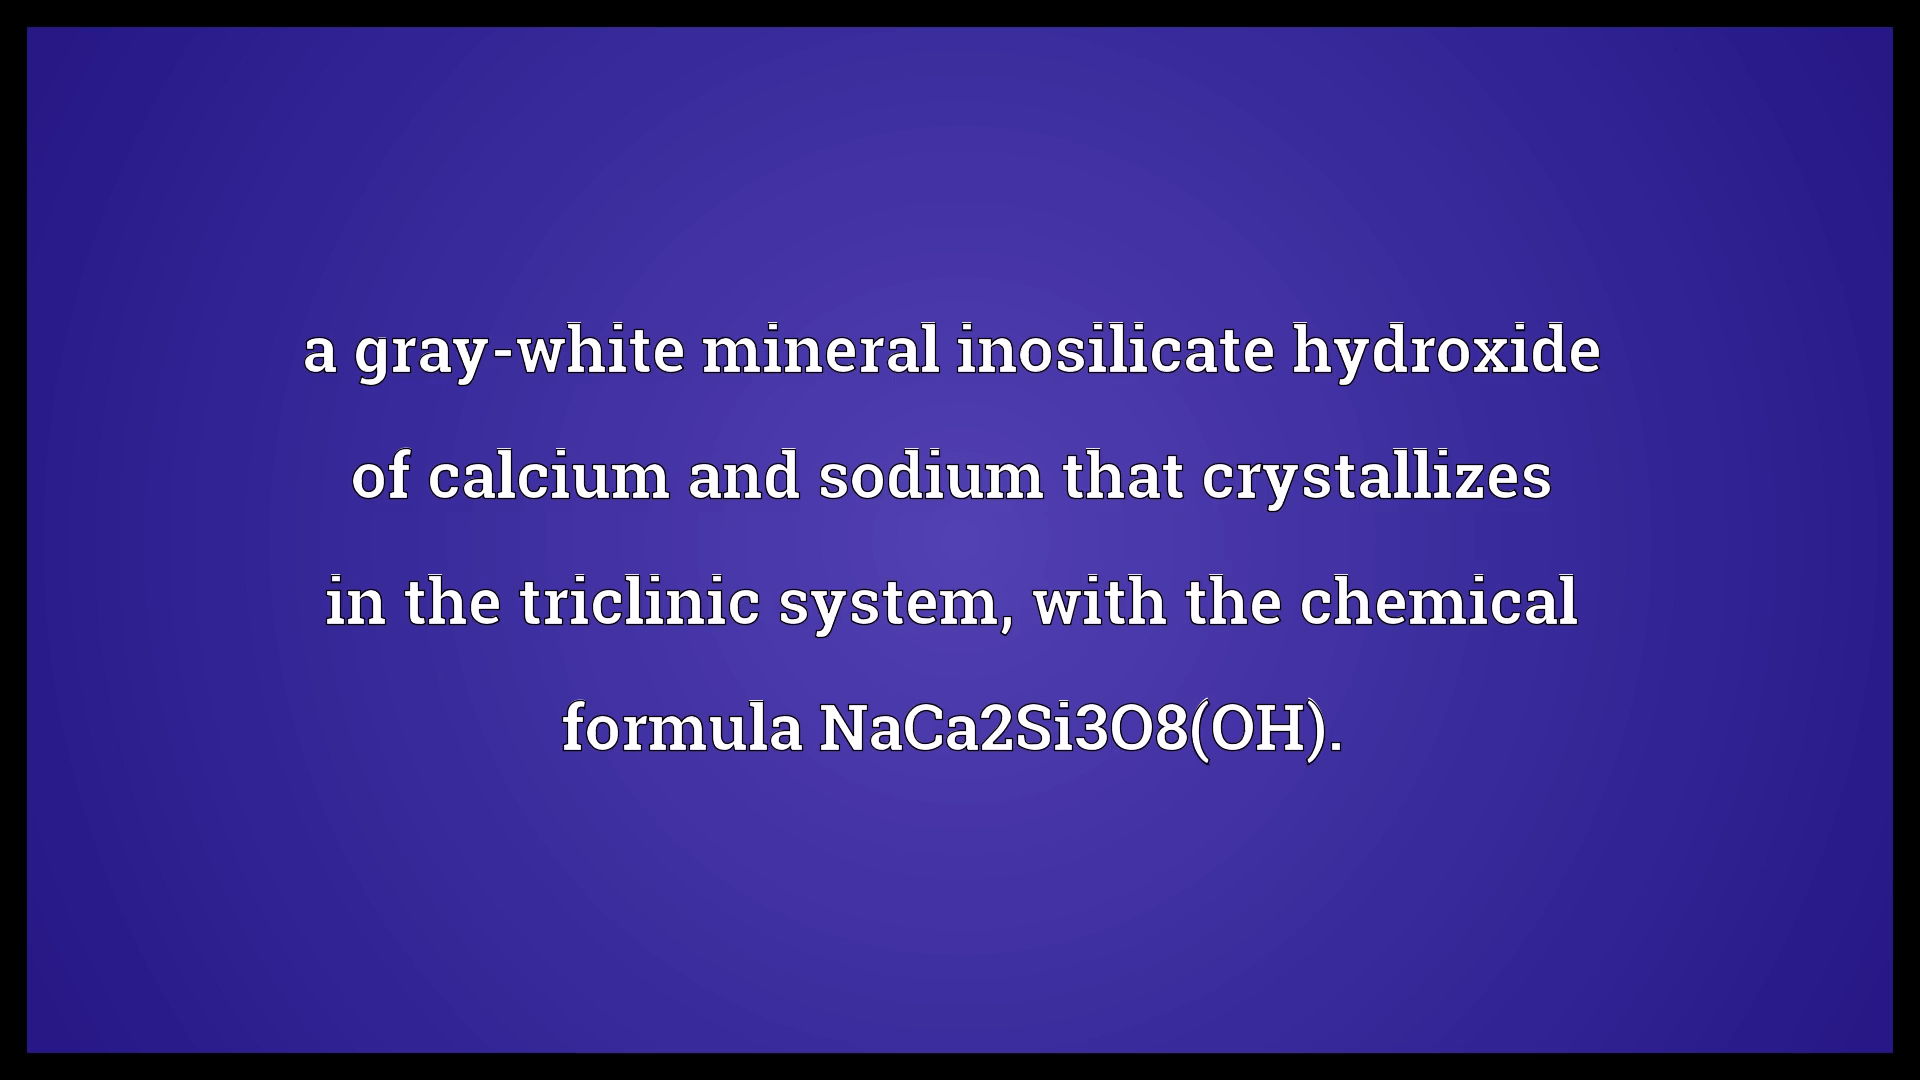 a gray-white mineral inosilicate hydroxide
of calcium and sodium that crystallizes
in the triclinic system, with the chemical
formula NaCa2Si3O8(OH).